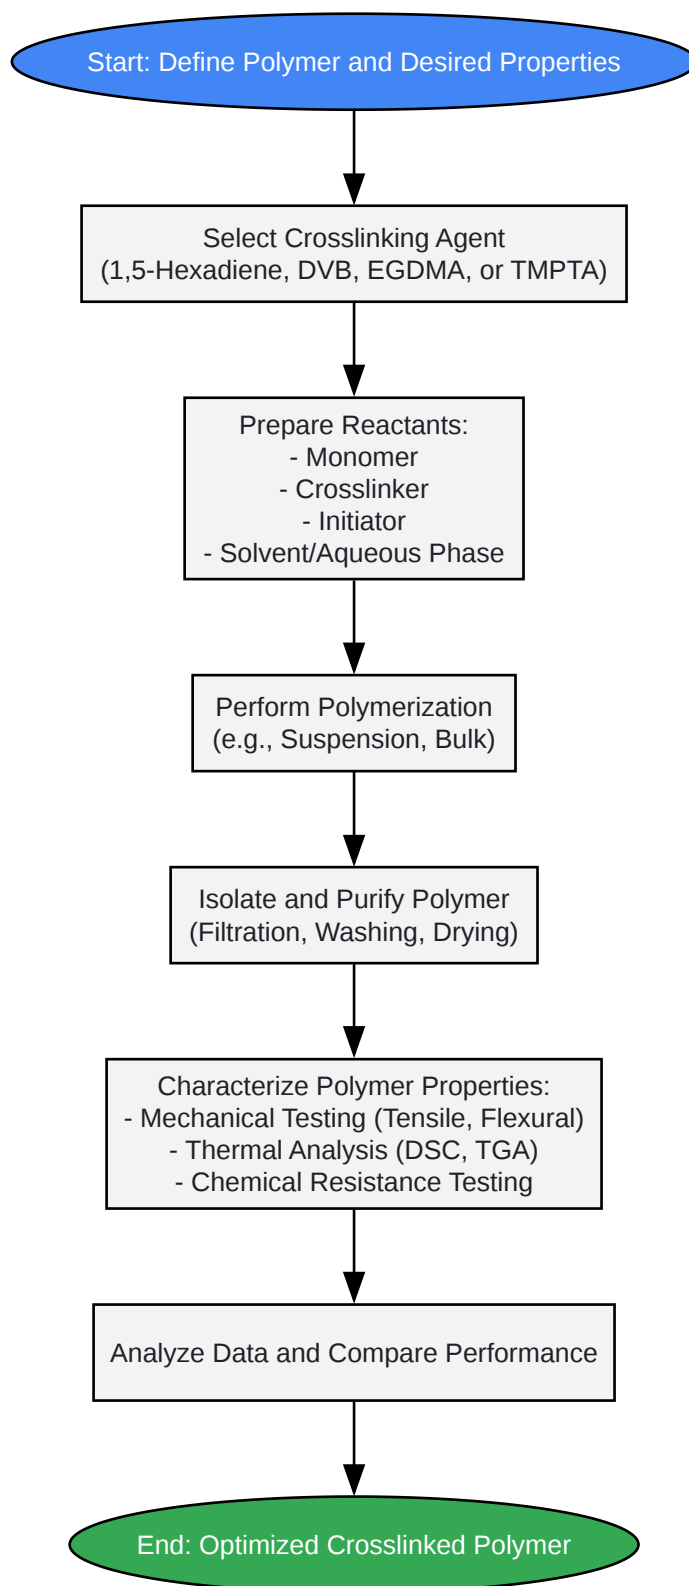 Start: Define Polymer and Desired Properties
Select Crosslinking Agent
(1,5-Hexadiene, DVB, EGDMA, or TMPTA)
Prepare Reactants:
- Monomer
- Crosslinker
- Initiator
- Solvent/Aqueous Phase
Perform Polymerization
(e.g., Suspension, Bulk)
Isolate and Purify Polymer
(Filtration, Washing, Drying)
Characterize Polymer Properties:
- Mechanical Testing (Tensile, Flexural)
- Thermal Analysis (DSC, TGA)
- Chemical Resistance Testing
Analyze Data and Compare Performance
End: Optimized Crosslinked Polymer